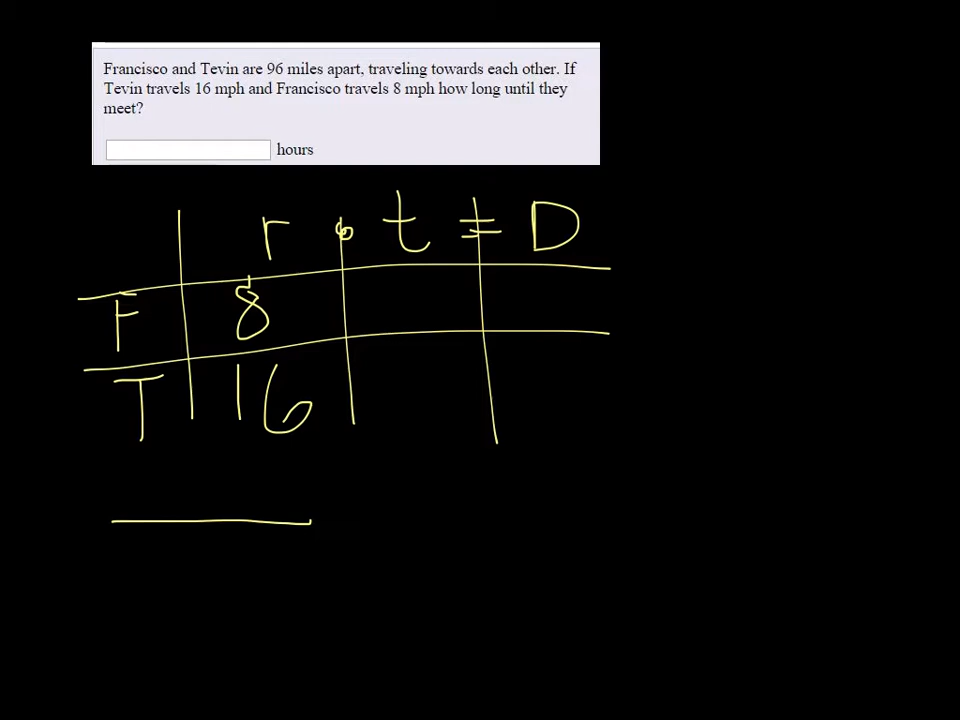 Francisco and Tevin are 96 miles apart, traveling towards each other. If
Tevin travels 16 mph and Francisco travels 8 mph how long until they
meet?
hours
r • t = D
F 8
T 16